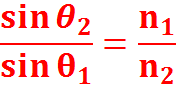 sin θ₂ / sin θ₁ = n₁ / n₂